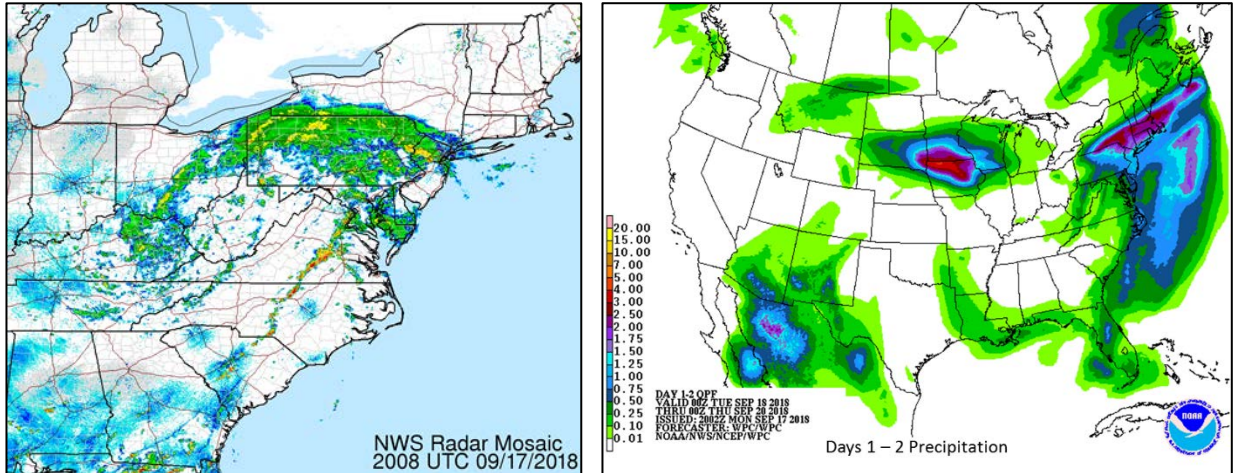 NWS Radar Mosaic
2008 UTC 09/17/2018
20.00
15.00
10.00
7.00
5.00
4.00
3.00
2.50
2.00
1.75
1.50
1.25
1.00
0.75
0.50
0.25
0.10
0.01
DAY 1-2 QPF
VALID 00Z TUE SEP 18 2018
THRU 00Z THU SEP 20 2018
ISSUED: 2002Z MON SEP 17 2018
FORECASTER: WPC/WPC
NOAA/NWS/NCEP/WPC
Days 1 – 2 Precipitation
NOAA